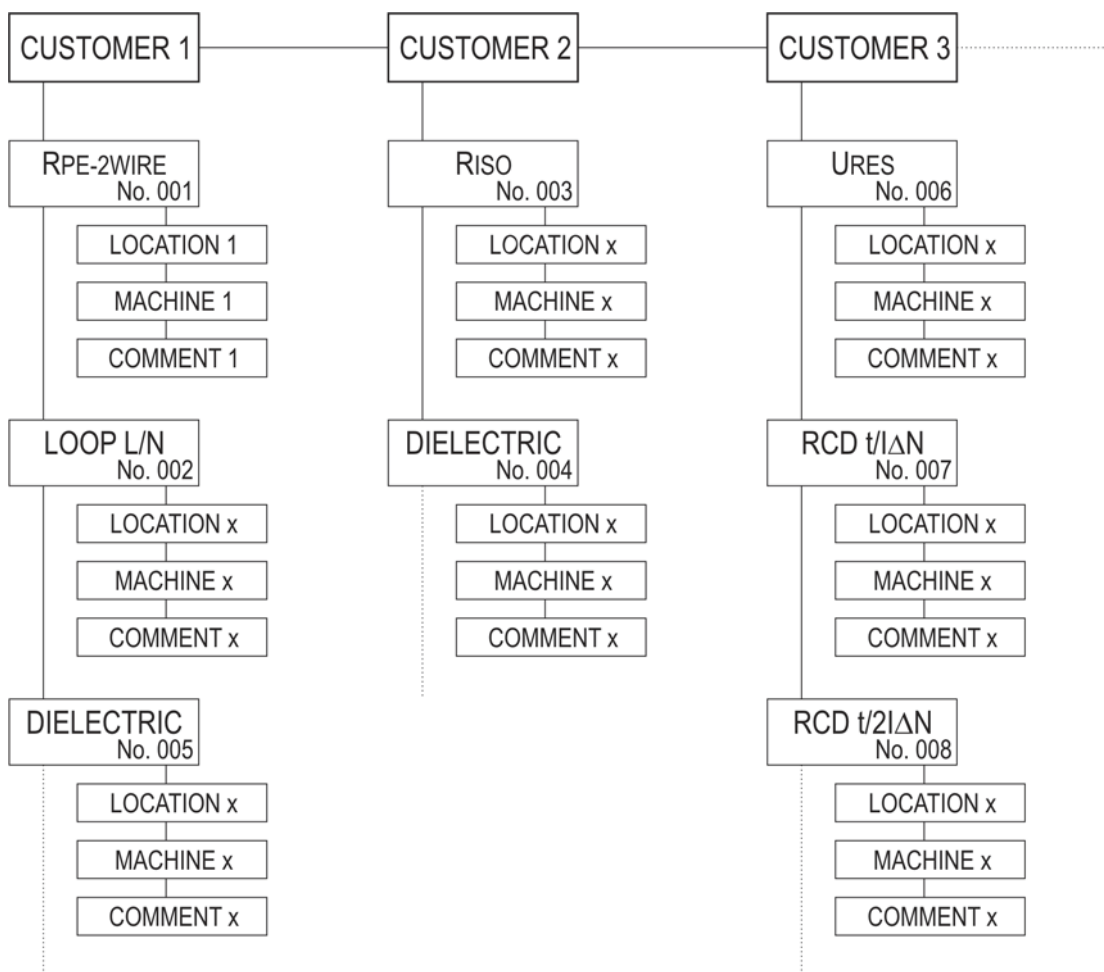 CUSTOMER 1
RPE-2WIRE
No. 001
LOCATION 1
MACHINE 1
COMMENT 1
LOOP L/N
No. 002
LOCATION x
MACHINE x
COMMENT x
DIELECTRIC
No. 005
LOCATION x
MACHINE x
COMMENT x
CUSTOMER 2
RISO
No. 003
LOCATION x
MACHINE x
COMMENT x
DIELECTRIC
No. 004
LOCATION x
MACHINE x
COMMENT x
CUSTOMER 3
URES
No. 006
LOCATION x
MACHINE x
COMMENT x
RCD t/I∆N
No. 007
LOCATION x
MACHINE x
COMMENT x
RCD t/2I∆N
No. 008
LOCATION x
MACHINE x
COMMENT x